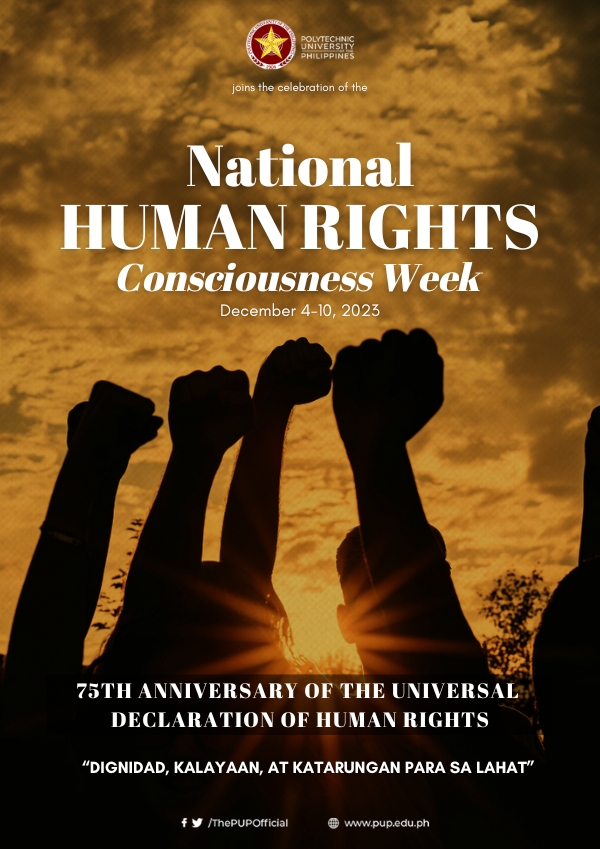 POLYTECHNIC
UNIVERSITY
PHILIPPINES
joins the celebration of the
National
HUMAN RIGHTS
Consciousness Week
December 4-10, 2023
75TH ANNIVERSARY OF THE UNIVERSAL
DECLARATION OF HUMAN RIGHTS
“DIGNIDAD, KALAYAAN, AT KATARUNGAN PARA SA LAHAT”
/ThePUPOfficial
www.pup.edu.ph